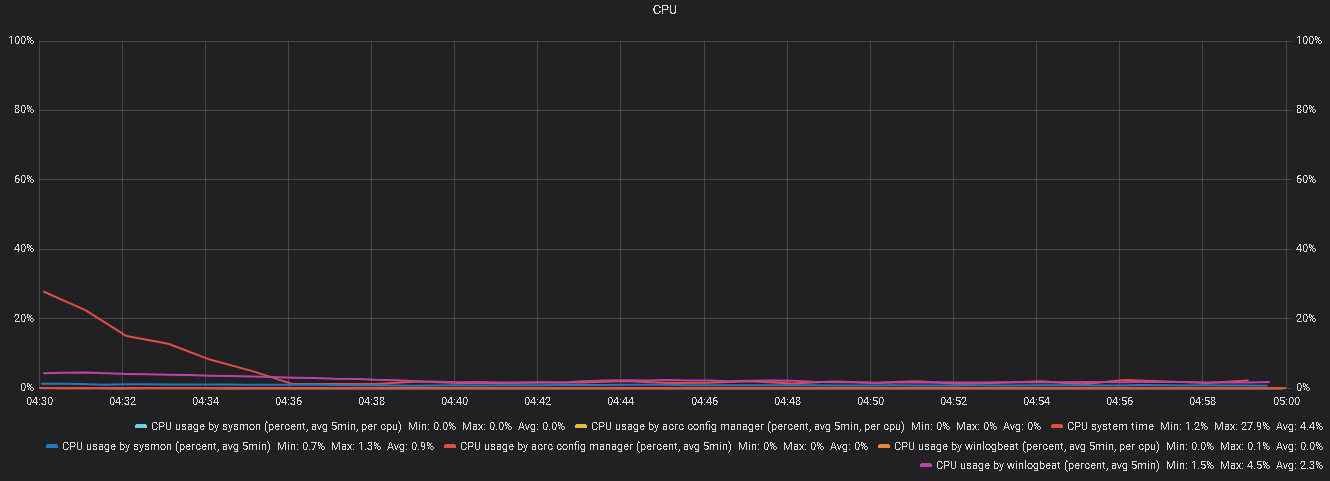 CPU
100% 100%
80% 80%
60% 60%
40% 40%
20% 20%
0% 0%
04:30 04:32 04:34 04:36 04:38 04:40 04:42 04:44 04:46 04:48 04:50 04:52 04:54 04:56 04:58 05:00
CPU usage by sysmon (percent, avg 5min, per cpu) Min: 0.0% Max: 0.0% Avg: 0.0% CPU usage by acrc config manager (percent, avg 5min, per cpu) Min: 0% Max: 0% Avg: 0% CPU system time Min: 1.2% Max: 27.9% Avg: 4.4%
CPU usage by sysmon (percent, avg 5min) Min: 0.7% Max: 1.3% Avg: 0.9% CPU usage by acrc config manager (percent, avg 5min) Min: 0% Max: 0% Avg: 0% CPU usage by winlogbeat (percent, avg 5min, per cpu) Min: 0.0% Max: 0.1% Avg: 0.0%
CPU usage by winlogbeat (percent, avg 5min) Min: 1.5% Max: 4.5% Avg: 2.3%